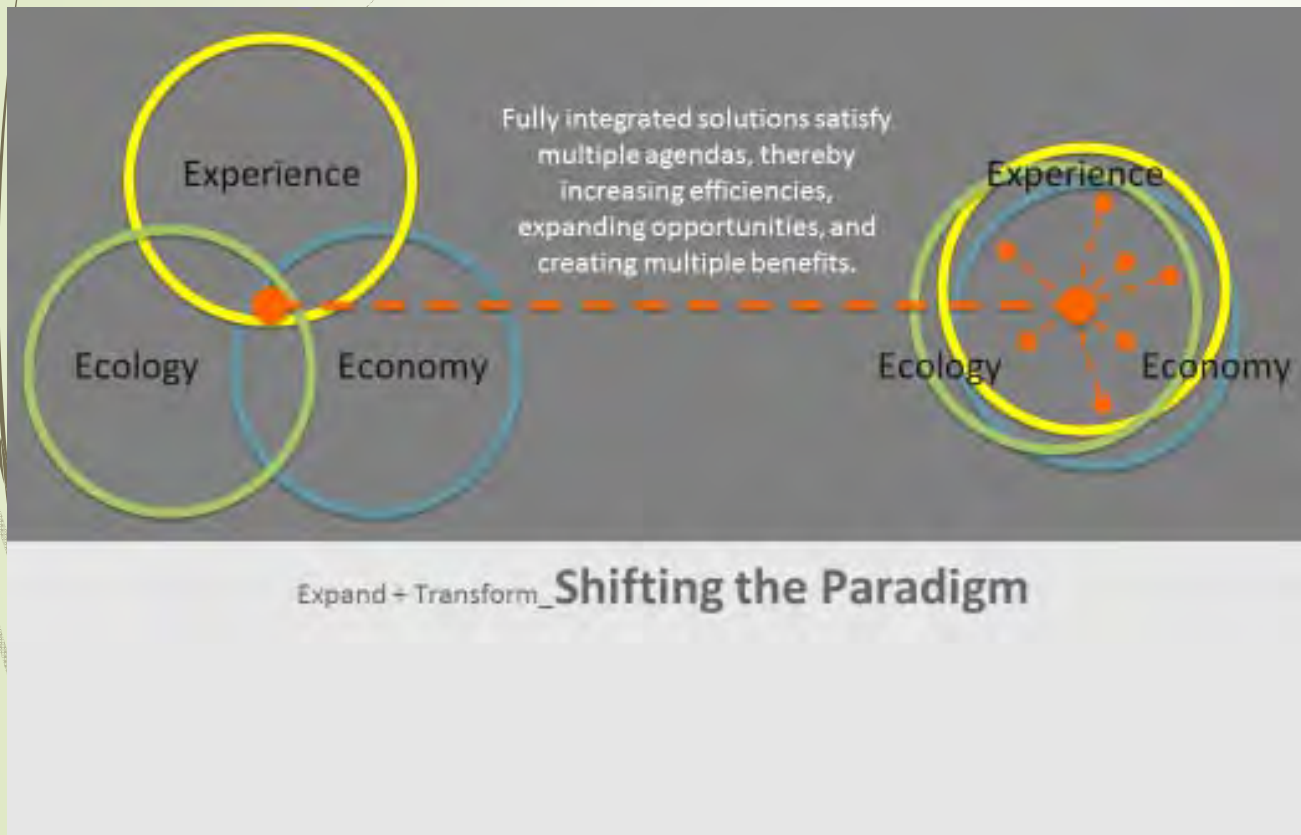 Experience
Ecology
Economy
Fully integrated solutions satisfy
multiple agendas, thereby
increasing efficiencies,
expanding opportunities, and
creating multiple benefits.
Experience
Ecology
Economy
Expand + Transform_Shifting the Paradigm